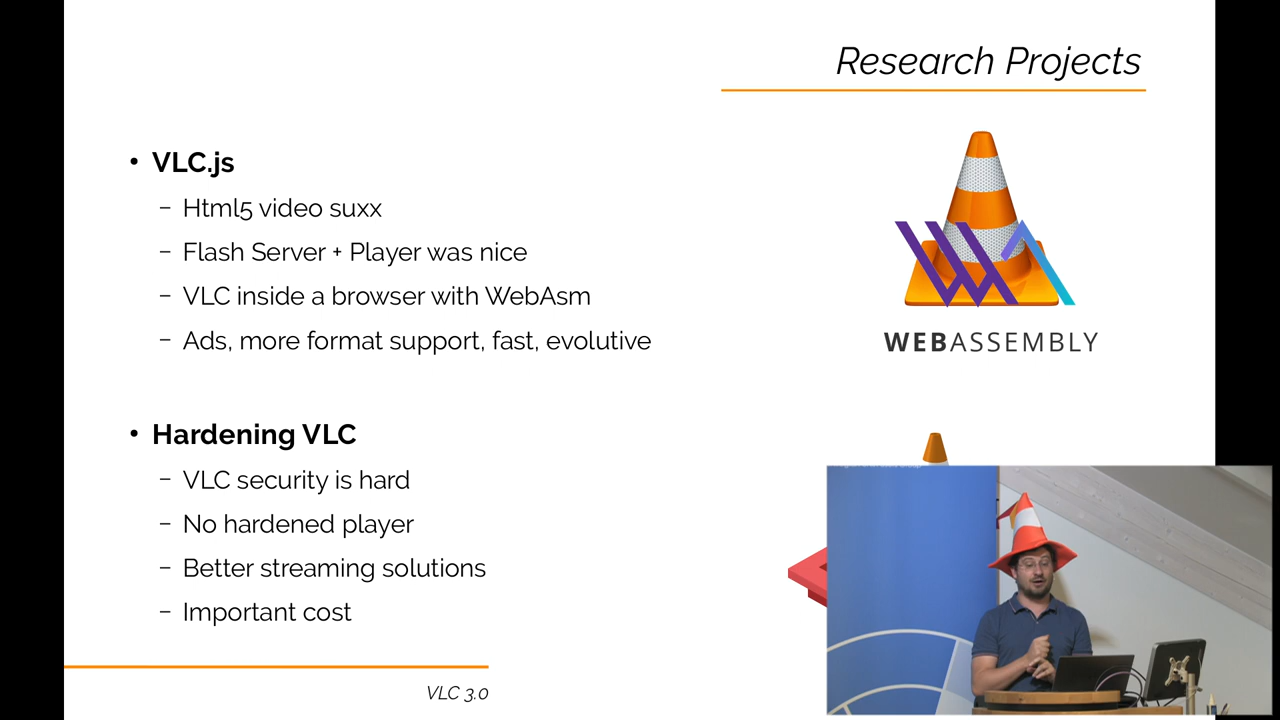 Research Projects
• VLC.js
– Html5 video suxx
– Flash Server + Player was nice
– VLC inside a browser with WebAsm
– Ads, more format support, fast, evolutive
WEBASSEMBLY
• Hardening VLC
– VLC security is hard
– No hardened player
– Better streaming solutions
– Important cost
VLC 3.0